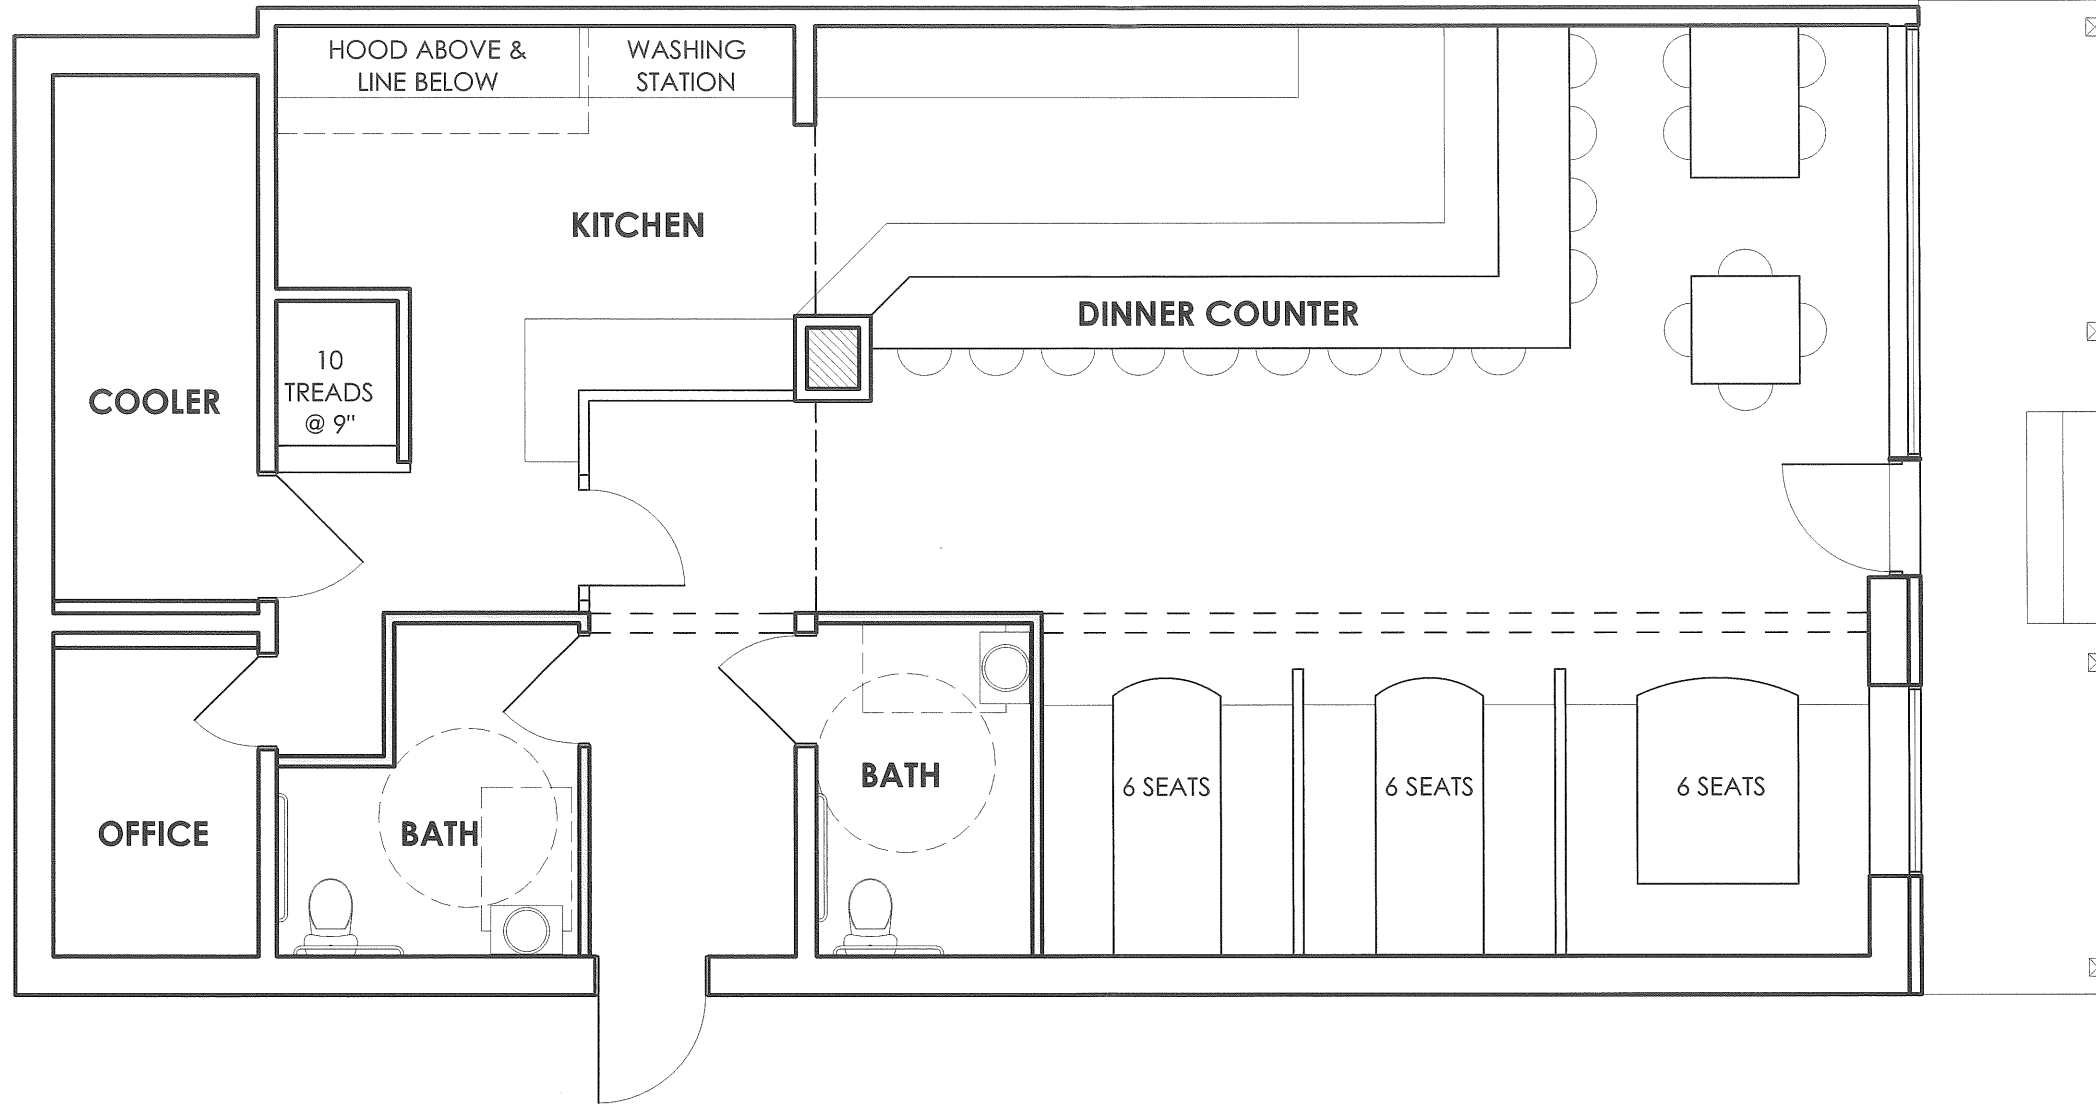 HOOD ABOVE &
LINE BELOW
WASHING
STATION
KITCHEN
DINNER COUNTER
10
TREADS
@ 9"
COOLER
OFFICE
BATH
BATH
6 SEATS
6 SEATS
6 SEATS